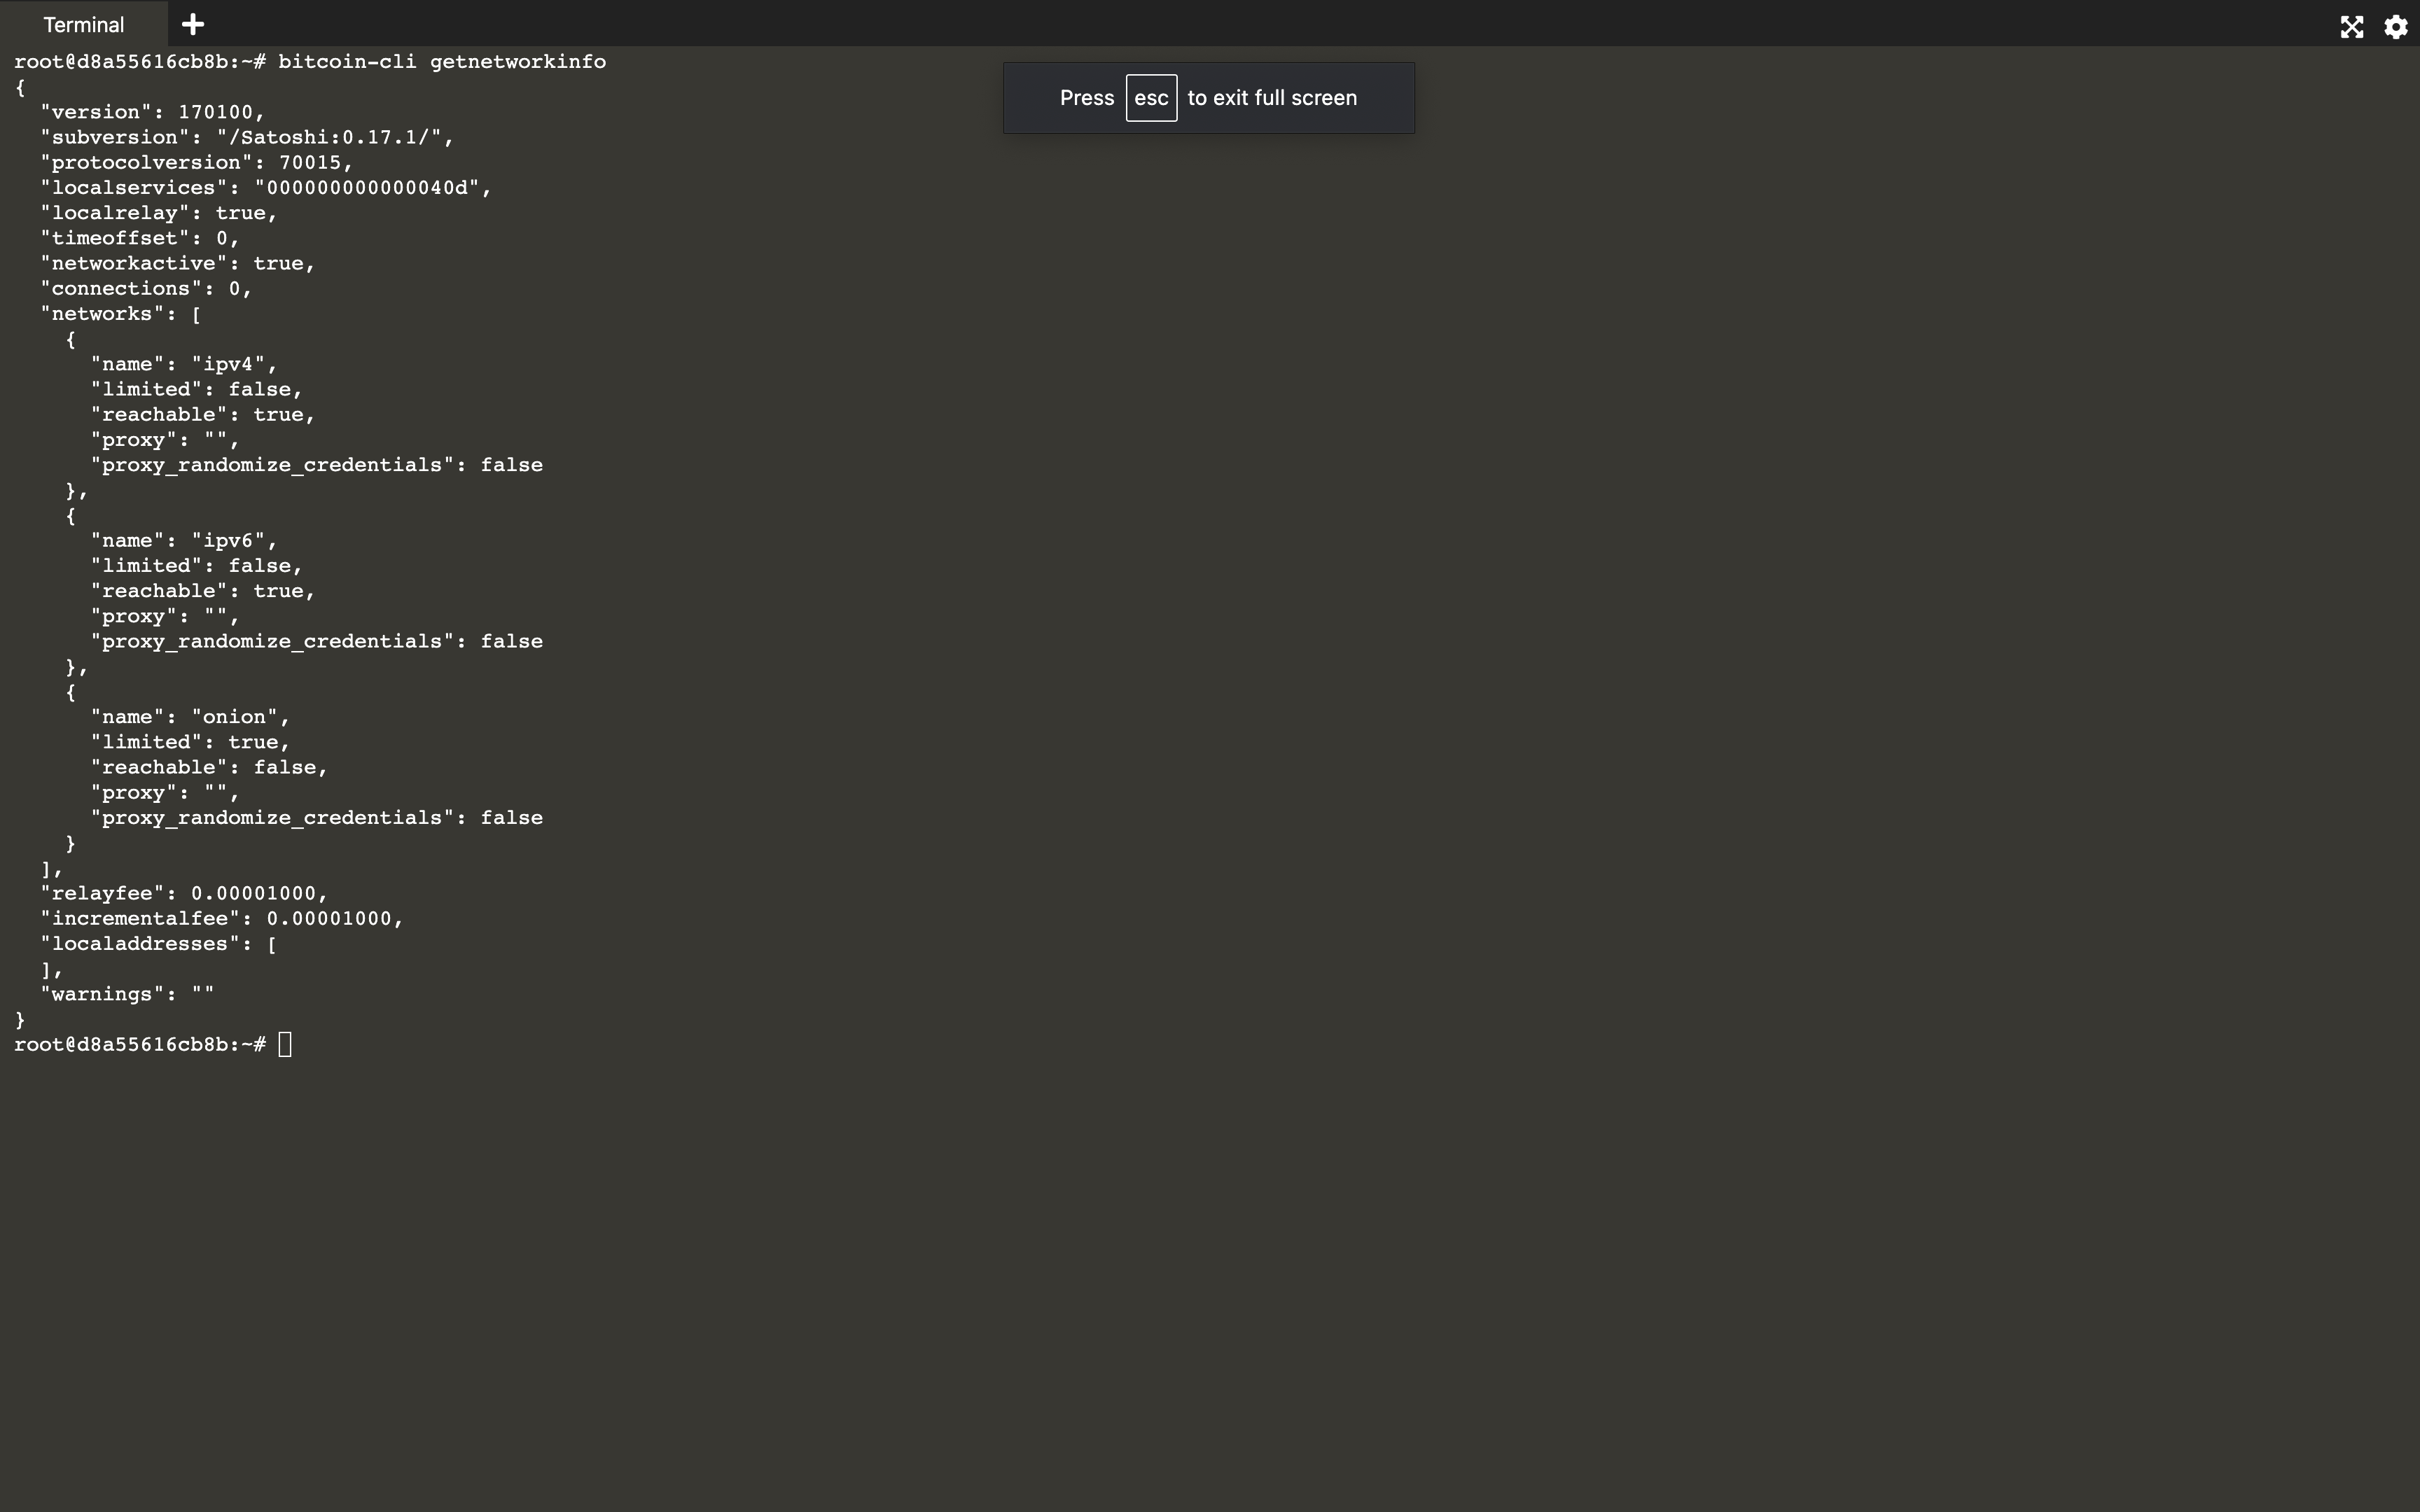 Terminal
root@d8a55616cb8b:~# bitcoin-cli getnetworkinfo
Press esc to exit full screen
{
  "version": 170100,
  "subversion": "/Satoshi:0.17.1/",
  "protocolversion": 70015,
  "localservices": "000000000000040d",
  "localrelay": true,
  "timeoffset": 0,
  "networkactive": true,
  "connections": 0,
  "networks": [
    {
      "name": "ipv4",
      "limited": false,
      "reachable": true,
      "proxy": "",
      "proxy_randomize_credentials": false
    },
    {
      "name": "ipv6",
      "limited": false,
      "reachable": true,
      "proxy": "",
      "proxy_randomize_credentials": false
    },
    {
      "name": "onion",
      "limited": true,
      "reachable": false,
      "proxy": "",
      "proxy_randomize_credentials": false
    }
  ],
  "relayfee": 0.00001000,
  "incrementalfee": 0.00001000,
  "localaddresses": [
  ],
  "warnings": ""
}
root@d8a55616cb8b:~#